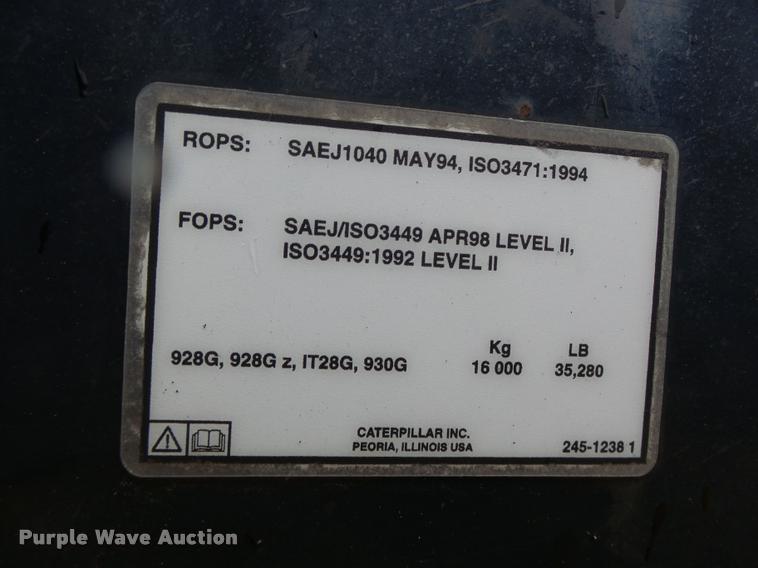 ROPS: SAEJ1040 MAY94, ISO3471:1994
FOPS: SAEJ/ISO3449 APR98 LEVEL II,
ISO3449:1992 LEVEL II
Kg LB
928G, 928G z, IT28G, 930G 16 000 35,280
CATERPILLAR INC.
PEORIA, ILLINOIS USA 245-1238 1
Purple Wave Auction